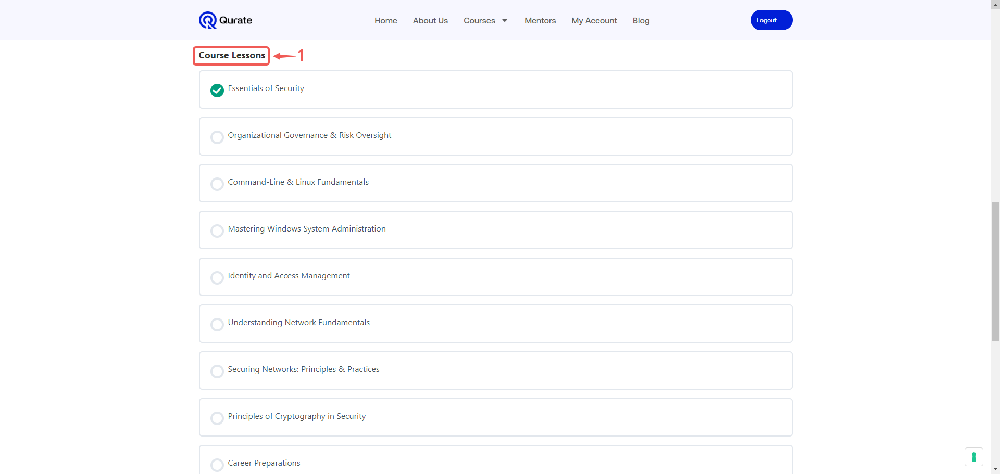 Qurate
Home About Us Courses Mentors My Account Blog
Logout
Course Lessons 1
Essentials of Security
Organizational Governance & Risk Oversight
Command-Line & Linux Fundamentals
Mastering Windows System Administration
Identity and Access Management
Understanding Network Fundamentals
Securing Networks: Principles & Practices
Principles of Cryptography in Security
Career Preparations